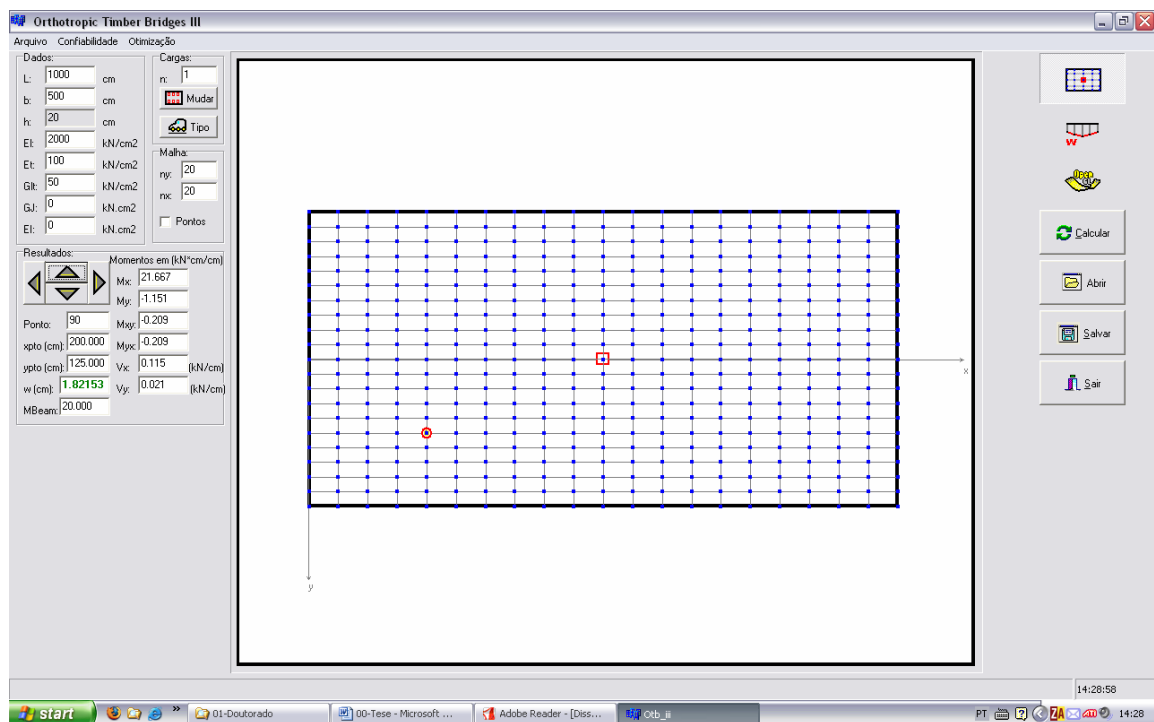 Orthotropic Timber Bridges III
Arquivo Confiabilidade Otimização
Dados:
L: 1000 cm
b: 500 cm
h: 20 cm
El: 2000 kN/cm2
Et: 100 kN/cm2
Glt: 50 kN/cm2
GJ: 0 kN.cm2
EI: 0 kN.cm2
Cargas:
n: 1
Mudar
Tipo
Malha:
ny: 20
nx: 20
Pontos
Resultados:
Momentos em (kN*cm/cm)
Mx: 21.667
My: -1.151
Ponto: 90 Mxy: -0.209
xpto (cm): 200.000 Myx: -0.209
ypto (cm): 125.000 Vx: 0.115 (kN/cm)
w (cm): 1.82153 Vy: 0.021 (kN/cm)
MBeam: 20.000
x
y
w
Open
GL
Calcular
Abrir
Salvar
Sair
14:28:58
start
»
01-Doutorado
00-Tese - Microsoft ...
Adobe Reader - [Diss...
Otb_ii
PT
14:28